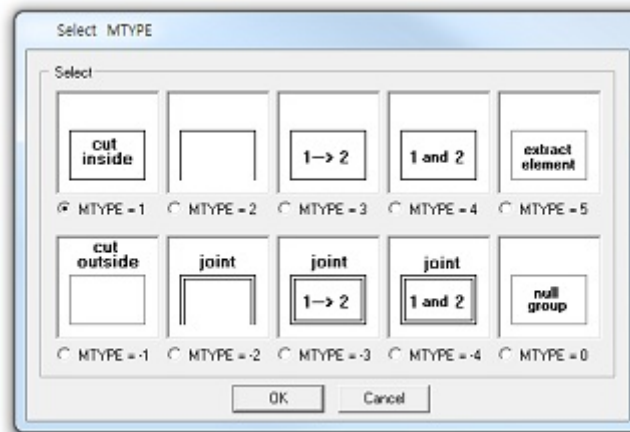 Select MTYPE
Select
cut
inside
1—> 2
1 and 2
extract
element
MTYPE = 1
MTYPE = 2
MTYPE = 3
MTYPE = 4
MTYPE = 5
cut
outside
joint
joint
1—> 2
joint
1 and 2
null
group
MTYPE = -1
MTYPE = -2
MTYPE = -3
MTYPE = -4
MTYPE = 0
OK
Cancel